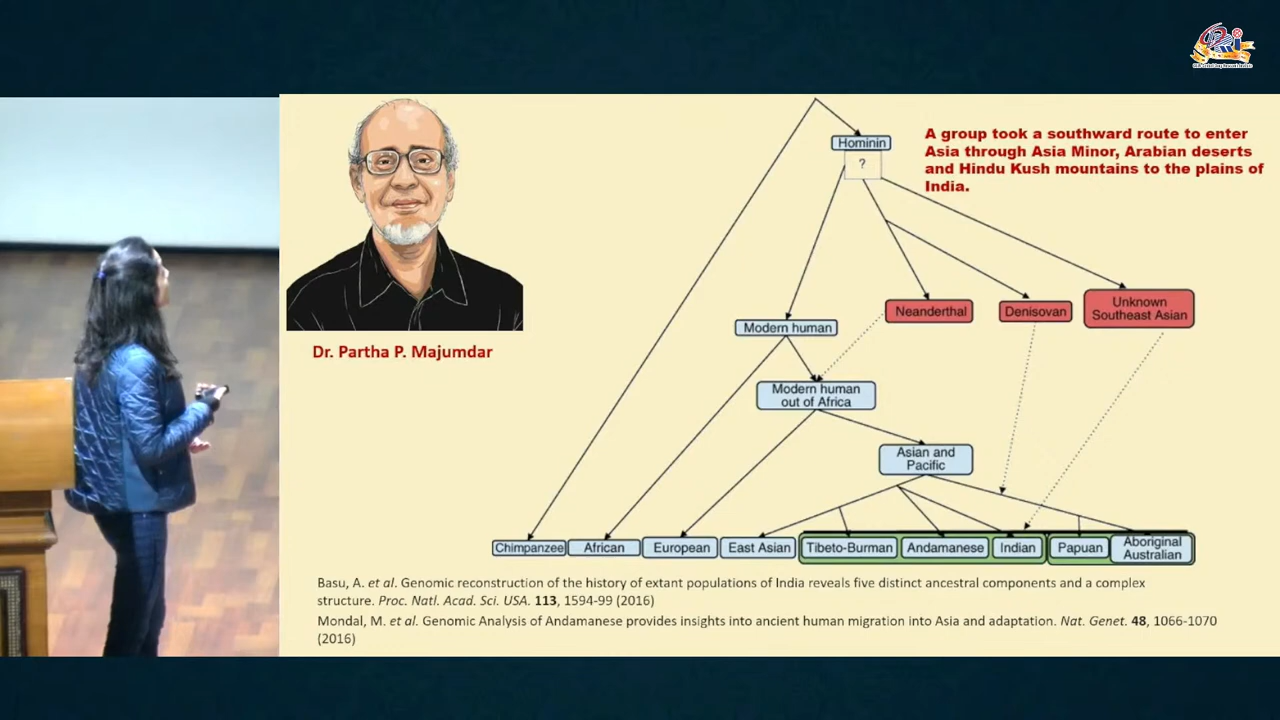 A group took a southward route to enter
Asia through Asia Minor, Arabian deserts
and Hindu Kush mountains to the plains of
India.
Dr. Partha P. Majumdar
Hominin
?
Neanderthal
Denisovan
Unknown
Southeast Asian
Modern human
Modern human
out of Africa
Asian and
Pacific
Chimpanzee
African
European
East Asian
Tibeto-Burman
Andamanese
Indian
Papuan
Aboriginal
Australian
Basu, A. et al. Genomic reconstruction of the history of extant populations of India reveals five distinct ancestral components and a complex
structure. Proc. Natl. Acad. Sci. USA. 113, 1594-99 (2016)
Mondal, M. et al. Genomic Analysis of Andamanese provides insights into ancient human migration into Asia and adaptation. Nat. Genet. 48, 1066-1070
(2016)